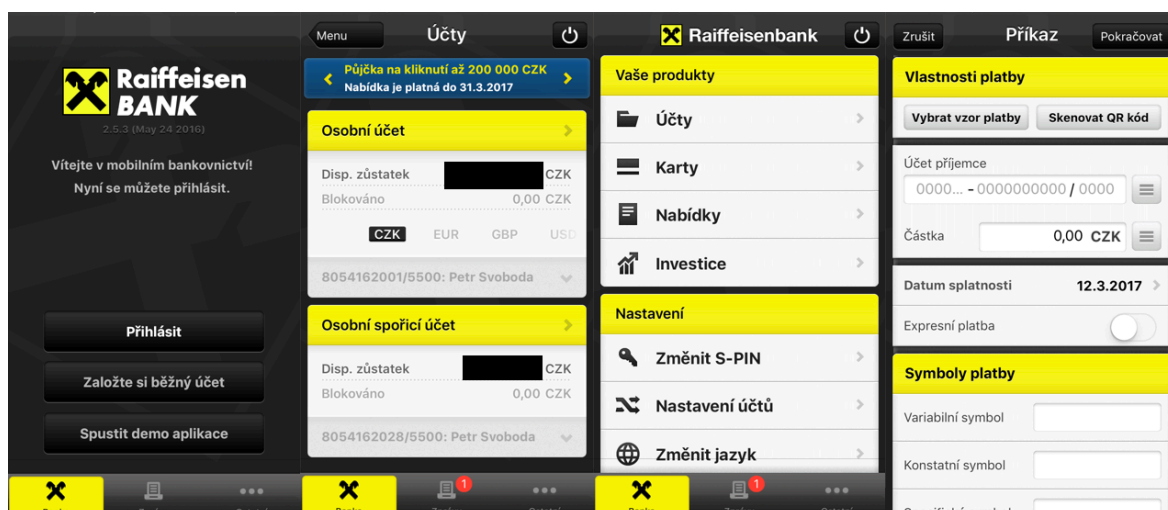 Raiffeisen
BANK
2.5.3 (May 24 2016)
Vítejte v mobilním bankovnictví!
Nyní se můžete přihlásit.
Přihlásit
Založte si běžný účet
Spustit demo aplikace
Menu
Účty
Půjčka na kliknutí až 200 000 CZK
Nabídka je platná do 31.3.2017
Osobní účet
Disp. zůstatek CZK
Blokováno 0,00 CZK
CZK EUR GBP USD
8054162001/5500: Petr Svoboda
Osobní spořicí účet
Disp. zůstatek CZK
Blokováno 0,00 CZK
8054162028/5500: Petr Svoboda
1
Raiffeisenbank
Vaše produkty
Účty
Karty
Nabídky
Investice
Nastavení
Změnit S-PIN
Nastavení účtů
Změnit jazyk
1
Zrušit
Příkaz
Pokračovat
Vlastnosti platby
Vybrat vzor platby
Skenovat QR kód
Účet příjemce
0000... - 0000000000 / 0000
Částka 0,00 CZK
Datum splatnosti 12.3.2017
Expresní platba
Symboly platby
Variabilní symbol
Konstatní symbol